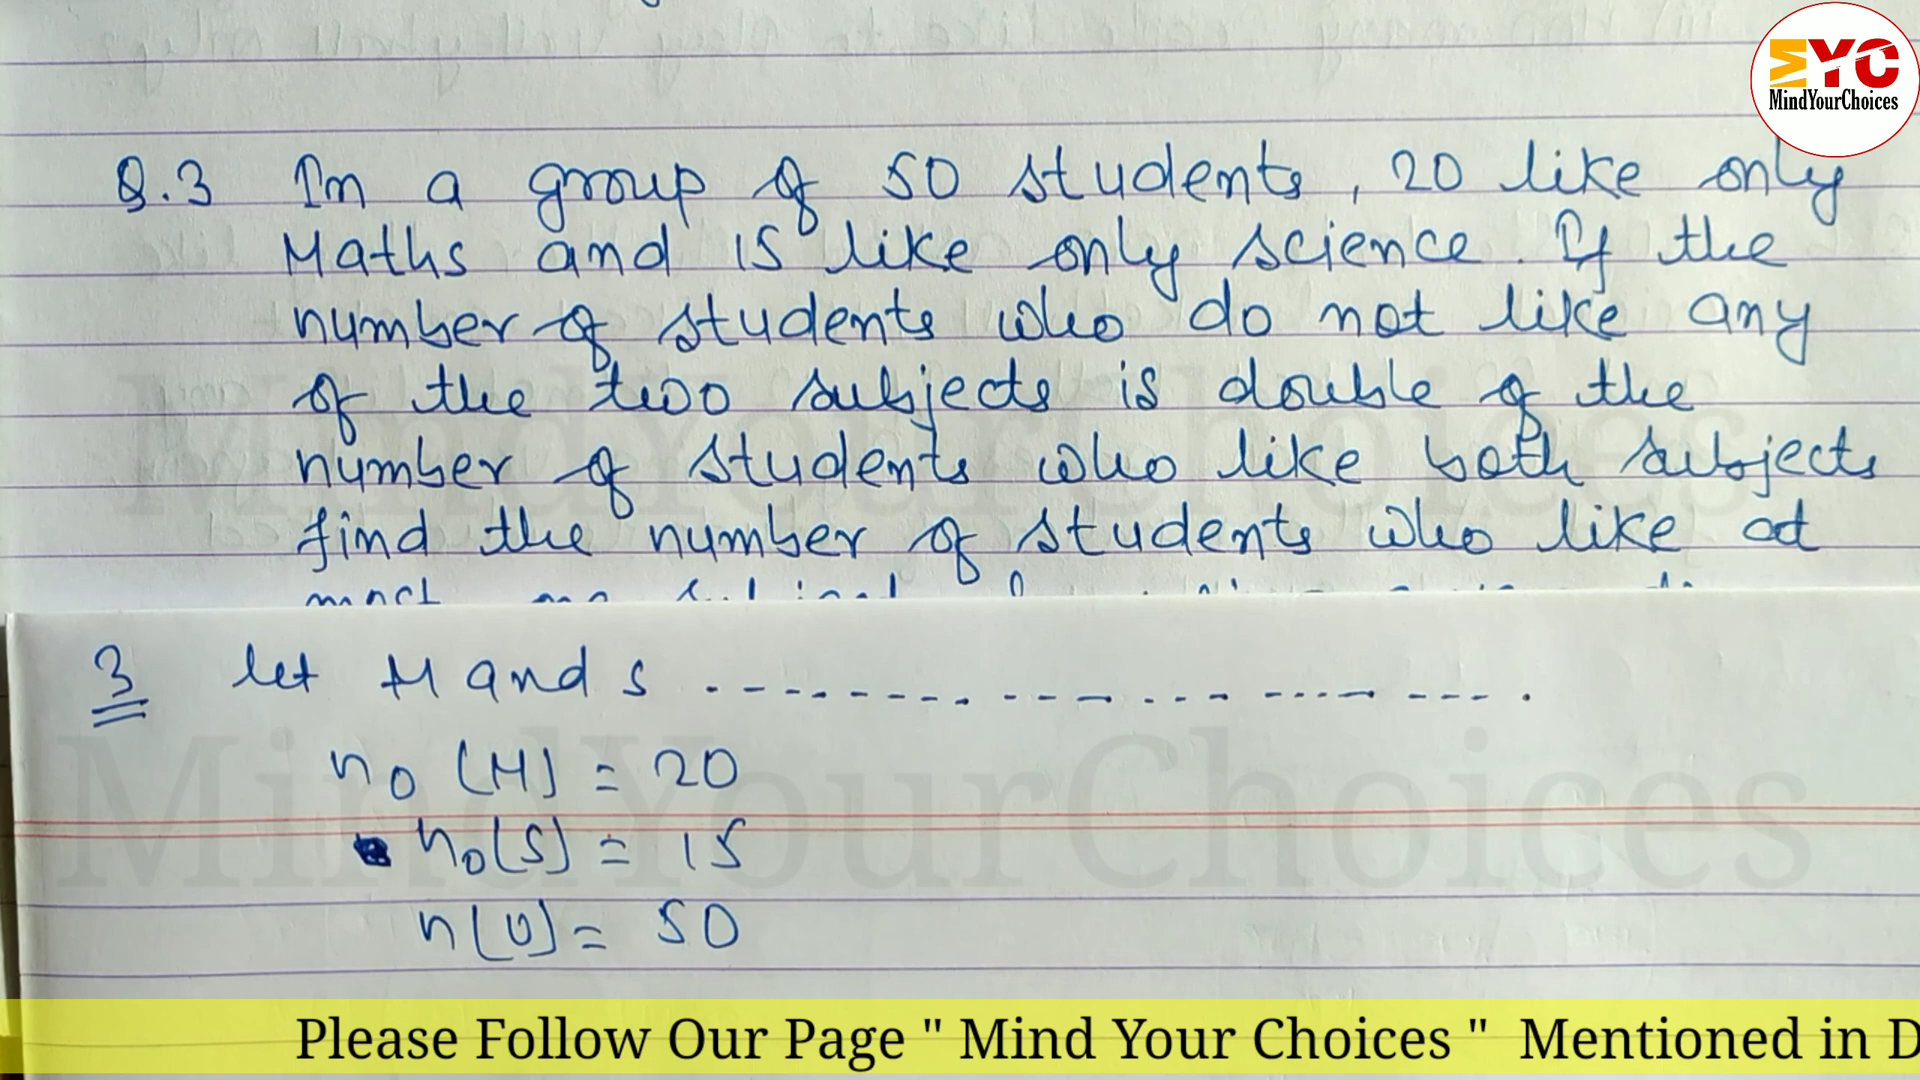 MYC
MindYourChoices
Q.3 In a group of 50 students, 20 like only
Maths and 15 like only science. If the
number of students who do not like any
of the two subjects is double of the
number of students who like both subjects
find the number of students who like at
most
3 let M and S
n₀ (M) = 20
n₀(S) = 15
n(U) = 50
MindYourChoices
MindYourChoices
Please Follow Our Page " Mind Your Choices " Mentioned in D